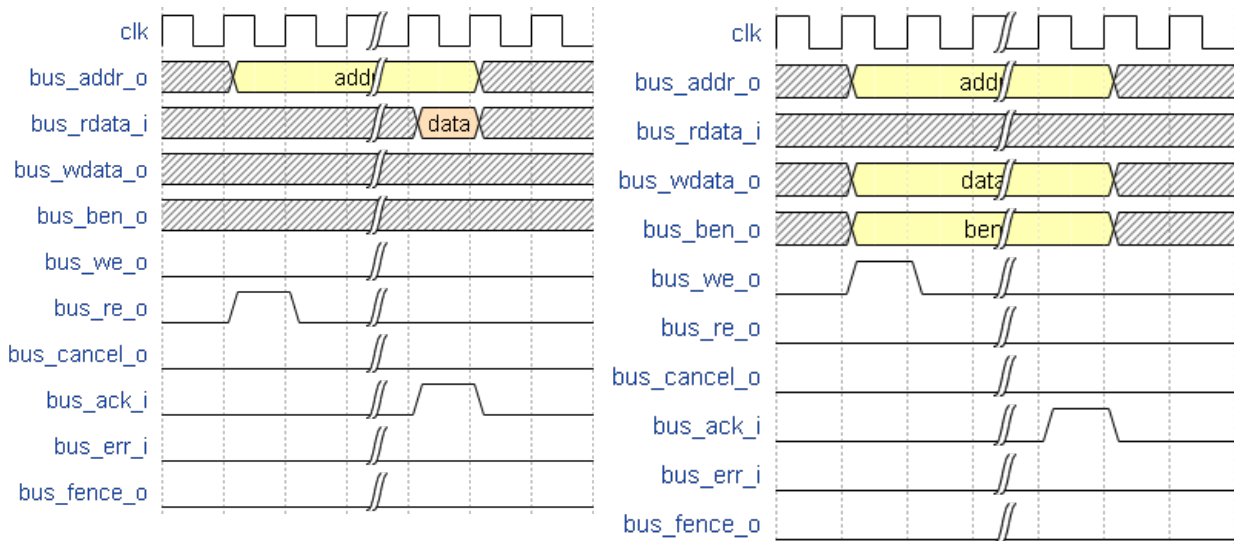 clk
bus_addr_o
addr
bus_rdata_i
data
bus_wdata_o
bus_ben_o
bus_we_o
bus_re_o
bus_cancel_o
bus_ack_i
bus_err_i
bus_fence_o
clk
bus_addr_o
addr
bus_rdata_i
bus_wdata_o
data
bus_ben_o
ben
bus_we_o
bus_re_o
bus_cancel_o
bus_ack_i
bus_err_i
bus_fence_o